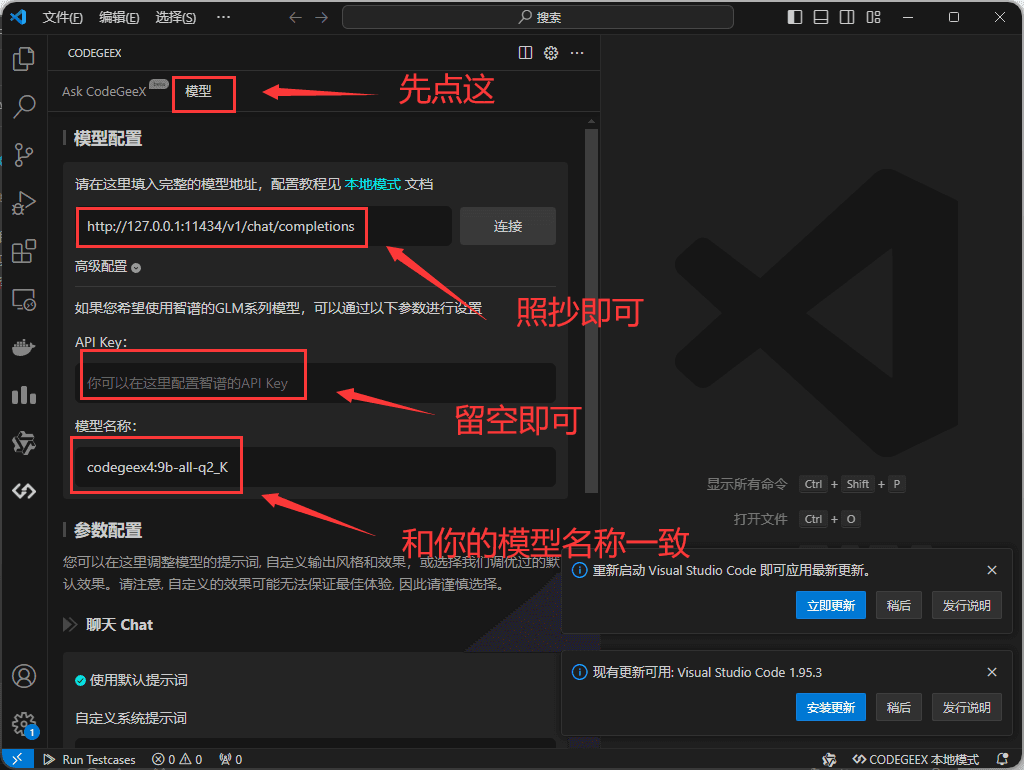 文件(F) 编辑(E) 选择(S) ··· 搜索
CODEGEEX
Ask CodeGeeX beta 模型
先点这
模型配置
请在这里填入完整的模型地址，配置教程见 本地模式 文档
http://127.0.0.1:11434/v1/chat/completions 连接
高级配置
如果您希望使用智谱的GLM系列模型，可以通过以下参数进行设置
照抄即可
API Key:
你可以在这里配置智谱的API Key
留空即可
模型名称:
codegeex4:9b-all-q2_K
和你的模型名称一致
参数配置
您可以在这里调整模型的提示词, 自定义输出风格和效果，或选择我们调优过的默
认效果。请注意, 自定义的效果可能无法保证最佳体验, 因此请谨慎选择。
聊天 Chat
使用默认提示词
自定义系统提示词
显示所有命令 Ctrl + Shift + P
打开文件 Ctrl + O
重新启动 Visual Studio Code 即可应用最新更新。
立即更新 稍后 发行说明
现有更新可用: Visual Studio Code 1.95.3
安装更新 稍后 发行说明
1
Run Testcases 0 0 0 CODEGEEX 本地模式